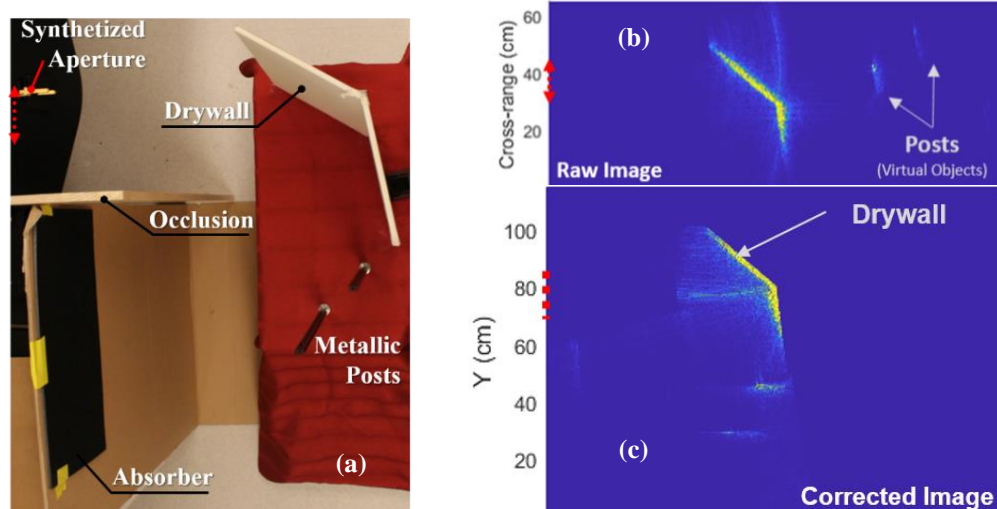 Synthetized
Aperture
Drywall
Occlusion
Metallic
Posts
Absorber
(a)
60
40
20
Cross-range (cm)
(b)
Posts
(Virtual Objects)
Raw Image
Drywall
100
80
60
40
20
Y (cm)
(c)
Corrected Image